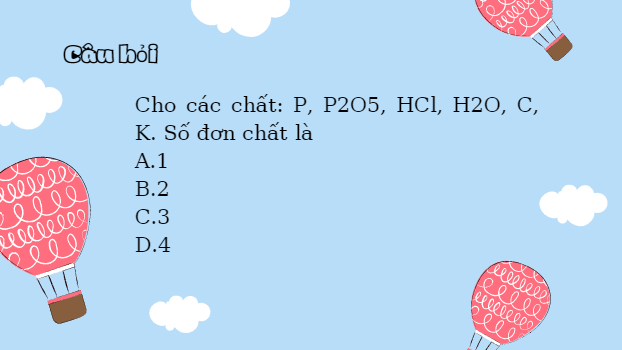 Câu hỏi
Cho các chất: P, P2O5, HCl, H2O, C,
K. Số đơn chất là
A.1
B.2
C.3
D.4